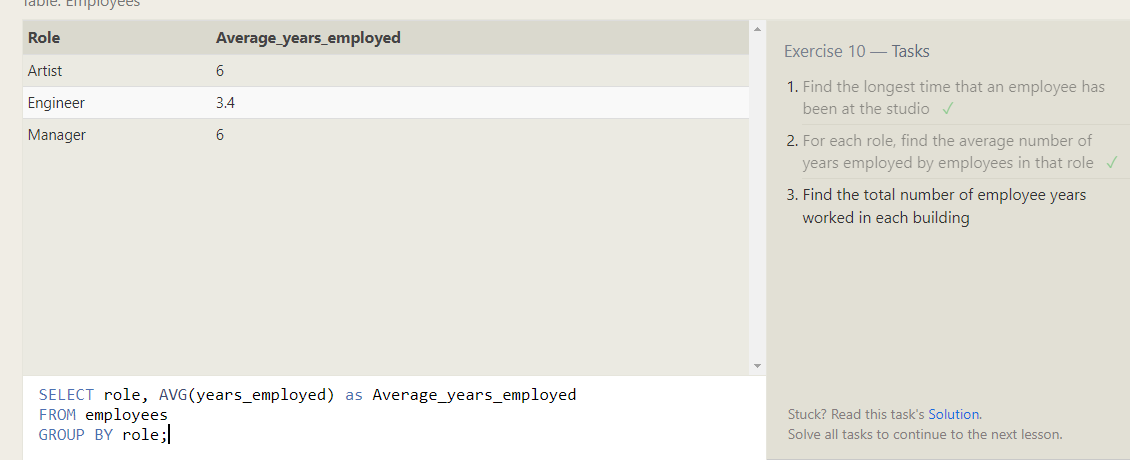 Table: Employees
Role Average_years_employed
Artist 6
Engineer 3.4
Manager 6
SELECT role, AVG(years_employed) as Average_years_employed
FROM employees
GROUP BY role;
Exercise 10 — Tasks
1. Find the longest time that an employee has
been at the studio ✓
2. For each role, find the average number of
years employed by employees in that role ✓
3. Find the total number of employee years
worked in each building
Stuck? Read this task's Solution.
Solve all tasks to continue to the next lesson.